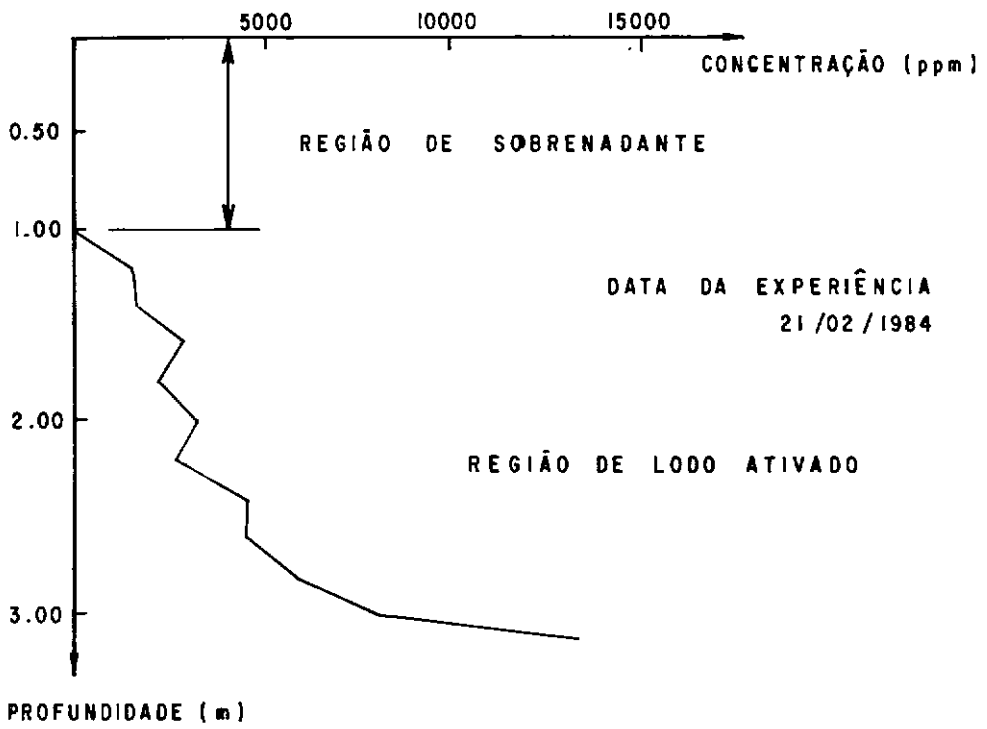 5000 10000 15000
CONCENTRAÇÃO (ppm)
0.50
REGIÃO DE SOBRENADANTE
1.00
DATA DA EXPERIÊNCIA
21/02/1984
2.00
REGIÃO DE LODO ATIVADO
3.00
PROFUNDIDADE (m)